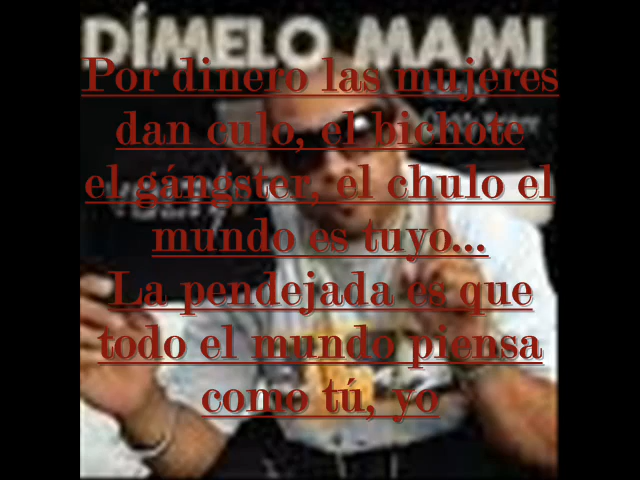 DÍMELO MAMI
Por dinero las mujeres
dan culo, el bichote
el gángster, el chulo el
mundo es tuyo...
La pendejada es que
todo el mundo piensa
como tú, yo